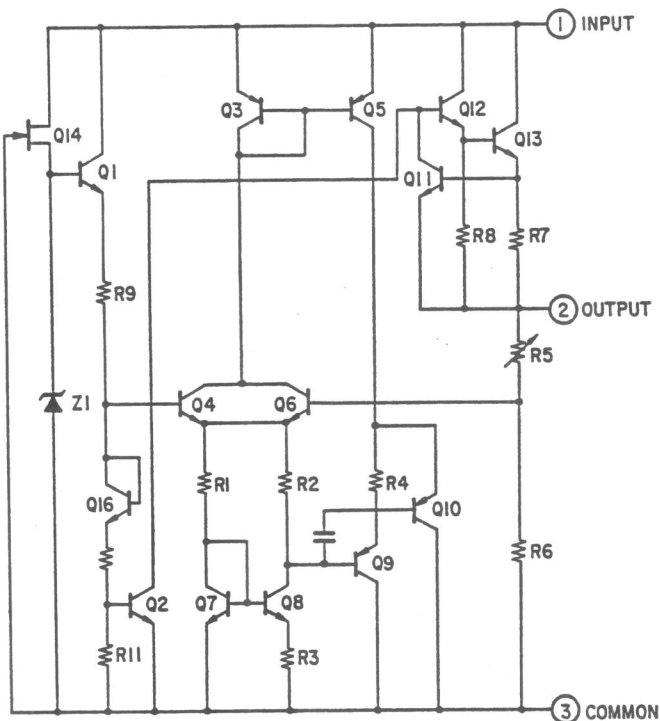 1 INPUT
Q3
Q5
Q12
Q14
Q13
Q1
Q11
R8
R7
R9
2 OUTPUT
R5
Z1
Q4
Q6
R1
R2
R4
Q16
Q10
R6
Q9
Q2
Q7
Q8
R11
R3
3 COMMON